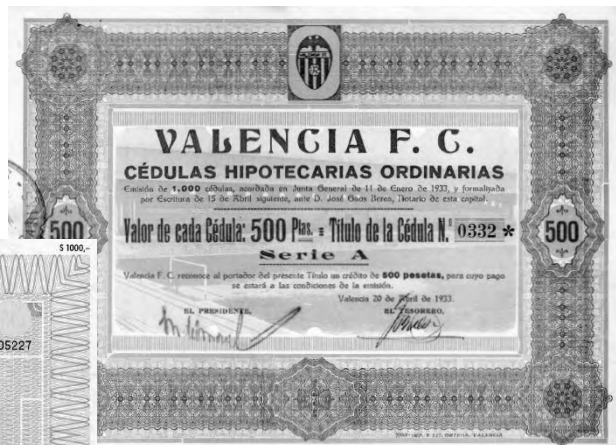 VALENCIA F. C.
CÉDULAS HIPOTECARIAS ORDINARIAS
Emisión de 1.000 cédulas, acordada en Junta General de 11 de Enero de 1933, y formalizada
por Escritura de 15 de Abril siguiente, ante D. José Gnos Beren, Notario de esta capital.
Valor de cada Cédula: 500 Ptas. = Título de la Cédula N.º 0332 *
500
500
Serie A
Valencia F. C. reconoce al portador del presente Título un crédito de 500 pesetas, para cuyo pago
se estará a las condiciones de la emisión.
Valencia 20 de Abril de 1933.
EL PRESIDENTE,
EL TESORERO,
VALENCIA
$ 1000,-
05227